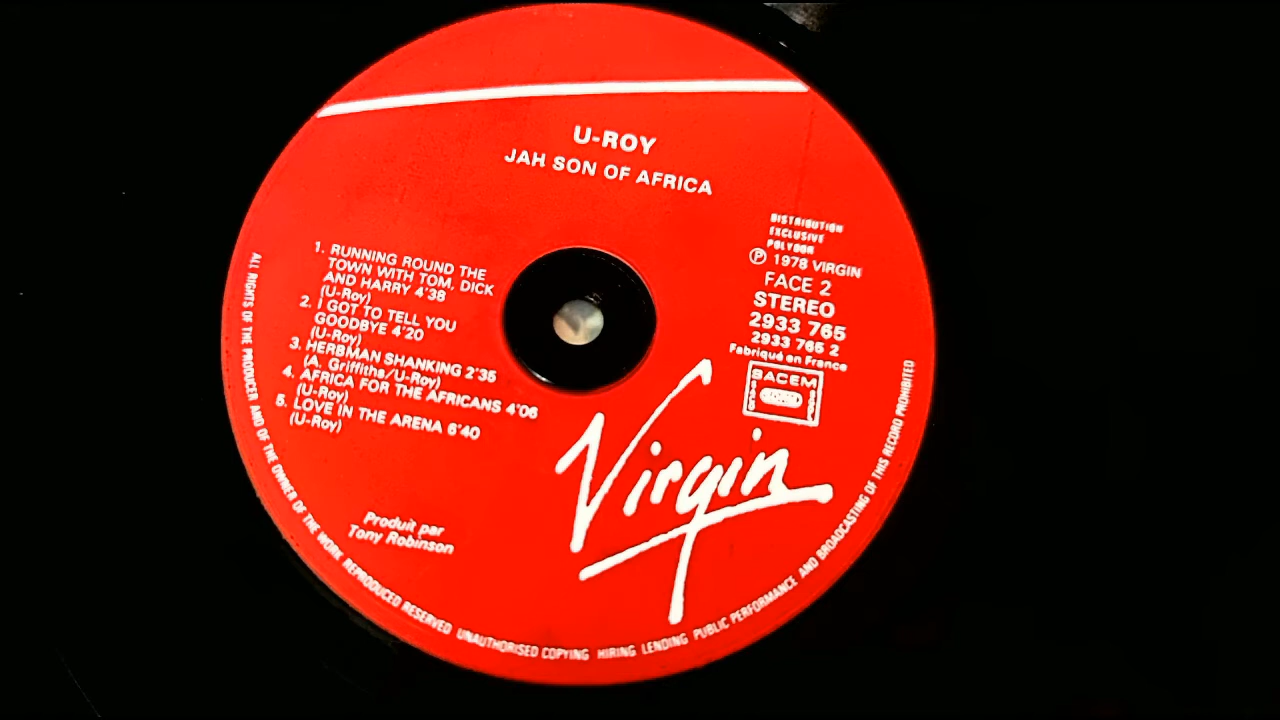 U-ROY
JAH SON OF AFRICA
1. RUNNING ROUND THE
TOWN WITH TOM, DICK
AND HARRY 4'38
(U-Roy)
2. I GOT TO TELL YOU
GOODBYE 4'20
(U-Roy)
3. HERBMAN SHANKING 2'35
(A. Griffiths/U-Roy)
4. AFRICA FOR THE AFRICANS 4'06
(U-Roy)
5. LOVE IN THE ARENA 6'40
(U-Roy)
DISTRIBUTION
EXCLUSIVE
POLYDOR
Ⓟ 1978 VIRGIN
FACE 2
STEREO
2933 765
2933 765 2
Fabriqué en France
SACEM
Produit par
Tony Robinson
Virgin
ALL RIGHTS OF THE PRODUCER AND OF THE OWNER OF THE WORK REPRODUCED RESERVED UNAUTHORISED COPYING HIRING LENDING PUBLIC PERFORMANCE AND BROADCASTING OF THIS RECORD PROHIBITED